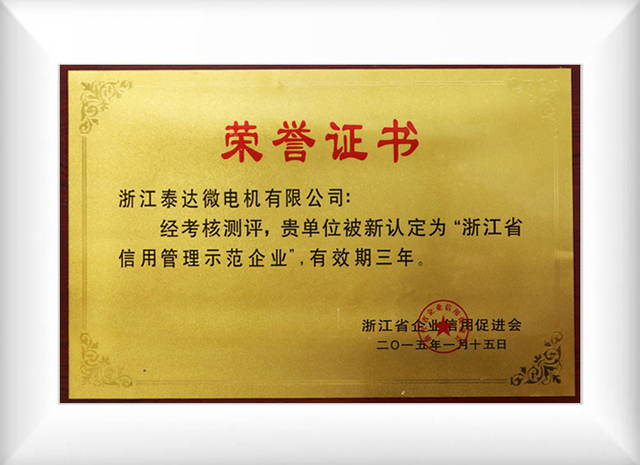 荣誉证书
浙江泰达微电机有限公司：
经考核测评，贵单位被新认定为“浙江省
信用管理示范企业”，有效期三年。
浙江省企业信用促进会
二〇一五年一月十五日